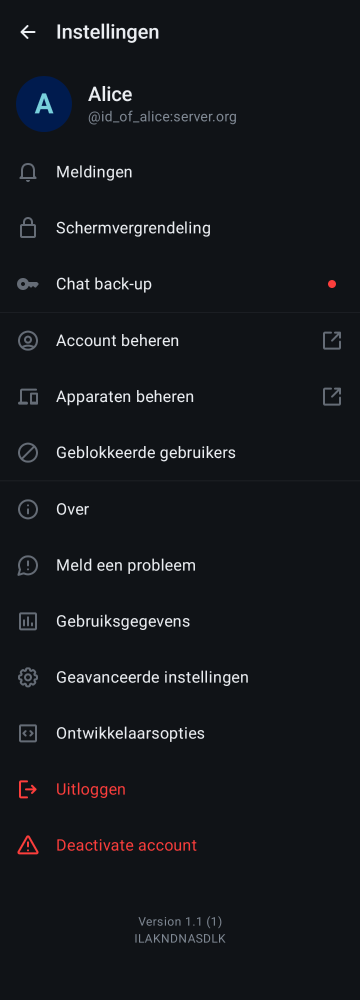 Instellingen
A
Alice
@id_of_alice:server.org
Meldingen
Schermvergrendeling
Chat back-up
Account beheren
Apparaten beheren
Geblokkeerde gebruikers
Over
Meld een probleem
Gebruiksgegevens
Geavanceerde instellingen
Ontwikkelaarsopties
Uitloggen
Deactivate account
Version 1.1 (1)
ILAKNDNASDLK